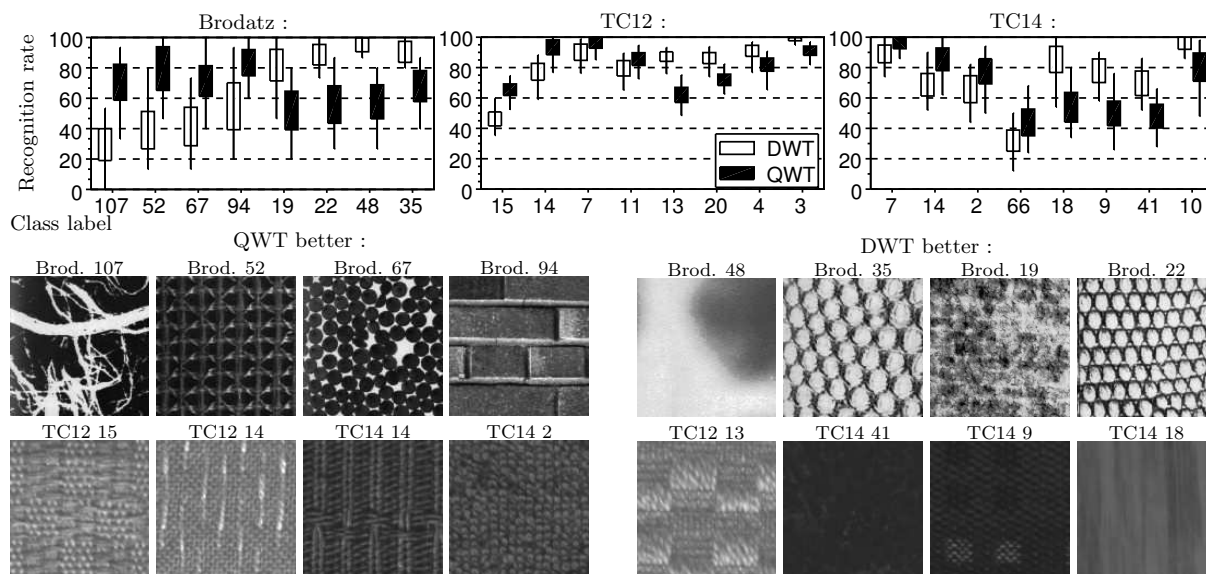 Brodatz :
TC12 :
TC14 :
Recognition rate
100
80
60
40
20
0
107 52 67 94 19 22 48 35
100
80
60
40
20
0
DWT
QWT
15 14 7 11 13 20 4 3
100
80
60
40
20
0
7 14 2 66 18 9 41 10
Class label
QWT better :
DWT better :
Brod. 107 Brod. 52 Brod. 67 Brod. 94 Brod. 48 Brod. 35 Brod. 19 Brod. 22
TC12 15 TC12 14 TC14 14 TC14 2 TC12 13 TC14 41 TC14 9 TC14 18